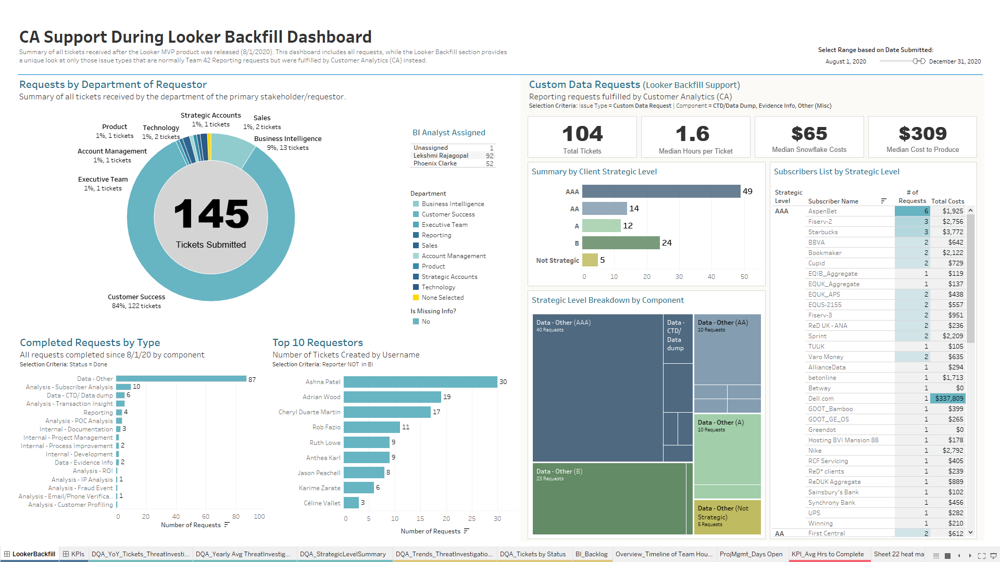 CA Support During Looker Backfill Dashboard
Summary of all tickets received after the Looker MVP product was released (8/1/2020). This dashboard includes all requests, while the Looker Backfill section provides
a unique look at only those issue types that are normally Team 42 Reporting requests but were fulfilled by Customer Analytics (CA) instead.
Select Range based on Date Submitted:
August 1, 2020
December 31, 2020
Requests by Department of Requestor
Summary of all tickets received by the department of the primary stakeholder/requestor.
Strategic Accounts
1%, 1 tickets
Sales
1%, 2 tickets
Product
1%, 1 tickets
Technology
1%, 2 tickets
Business Intelligence
9%, 13 tickets
Account Management
1%, 1 tickets
Executive Team
1%, 1 tickets
145
Tickets Submitted
Customer Success
84%, 122 tickets
BI Analyst Assigned
Unassigned 1
Lekshmi Rajagopal 92
Phoenix Clarke 52
Department
Business Intelligence
Customer Success
Executive Team
Reporting
Sales
Account Management
Product
Strategic Accounts
Technology
None Selected
Is Missing Info?
No
Completed Requests by Type
All requests completed since 8/1/20 by component
Selection Criteria: Status = Done
Data - Other 87
Analysis - Subscriber Analysis 10
Data - CTD/ Data dump 6
Analysis - Transaction Insight
Reporting 4
Analysis - POC Analysis
Internal - Documentation 3
Internal - Project Management
Internal - Process Improvement 2
Internal - Development
Data - Evidence Info 2
Analysis - ROI
Analysis - IP Analysis 1
Analysis - Fraud Event
Analysis - Email/Phone Verifica.. 1
Analysis - Customer Profiling
0 20 40 60 80 100
Number of Requests
Top 10 Requestors
Number of Tickets Created by Username
Selection Criteria: Reporter NOT in BI
Ashna Patel 30
Adrian Wood 19
Cheryl Duarte Martin 17
Rob Fazio 11
Ruth Lowe 9
Anthea Karl 9
Jason Peachell 8
Karime Zarate 6
Céline Vallet 3
0 5 10 15 20 25 30
Number of Requests
Custom Data Requests (Looker Backfill Support)
Reporting requests fulfilled by Customer Analytics (CA)
Selection Criteria: Issue Type = Custom Data Request | Component = CTD/Data Dump, Evidence Info, Other (Misc)
104
Total Tickets
1.6
Median Hours per Ticket
$65
Median Snowflake Costs
$309
Median Cost to Produce
Summary by Client Strategic Level
AAA 49
AA 14
A 12
B 24
Not Strategic 5
0 10 20 30 40 50
Strategic Level Breakdown by Component
Data - Other (AAA)
40 Requests
Data -
CTD/
Data
dump
Data - Other (AA)
10 Requests
Data - Other (A)
10 Requests
Data - Other (B)
23 Requests
Data - Other (Not
Strategic)
5 Requests
Subscribers List by Strategic Level
Strategic
Level
Subscriber Name
# of
Requests
Total Costs
AAA AspenBet 6 $1,925
Fiserv-2 3 $2,756
Starbucks 3 $3,772
BBVA 2 $642
Bookmaker 2 $2,122
Cupid 2 $729
EQIB_Aggregate 1 $119
EQUK_Aggregate 1 $137
EQUK_APS 2 $438
EQUS-2155 2 $557
Fiserv-3 2 $951
ReD UK - ANA 2 $236
Sprint 2 $2,209
TUUK 1 $105
Varo Money 2 $635
AllianceData 1 $294
betonline 1 $1,713
Betway 1 $0
Dell.com 1 $337,809
GDOT_Bamboo 1 $399
GDOT_GE_OS 1 $265
Greendot 1 $0
Hosting BVI Mansion 88 1 $178
Nike 1 $2,792
RCF Servicing 1 $405
ReD* clients 1 $239
ReDUK Aggregate 1 $889
Sainsbury's Bank 1 $102
Synchrony Bank 1 $456
UPS 1 $282
Winning 1 $210
AA First Central 2 $612
LookerBackfill KPIs DQA_YoY_Tickets_ThreatInvesti... DQA_Yearly Avg ThreatInvestig... DQA_StrategicLevelSummary DQA_Trends_ThreatInvestigatio... DQA_Tickets by Status BI_Backlog Overview_Timeline of Team Hou... ProjMgmt_Days Open KPI_Avg Hrs to Complete Sheet 22 heat ma